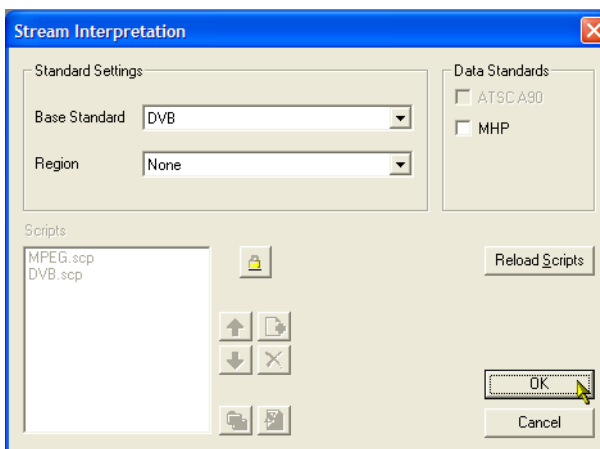 Stream Interpretation
Standard Settings
Base Standard
DVB
Region
None
Data Standards
ATSC A90
MHP
Scripts
MPEG.scp
DVB.scp
Reload Scripts
OK
Cancel